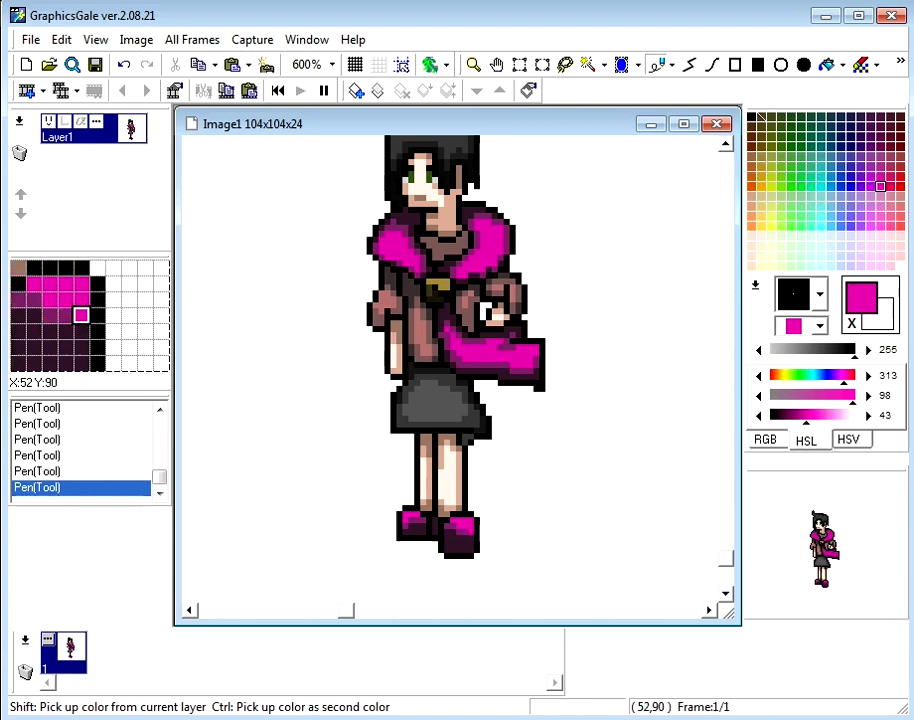 GraphicsGale ver.2.08.21
File Edit View Image All Frames Capture Window Help
600%
Layer1
Image1 104x104x24
X:52 Y:90
Pen(Tool)
Pen(Tool)
Pen(Tool)
Pen(Tool)
Pen(Tool)
Pen(Tool)
X
255
313
98
43
RGB HSL HSV
1
Shift: Pick up color from current layer Ctrl: Pick up color as second color
( 52,90 ) Frame:1/1